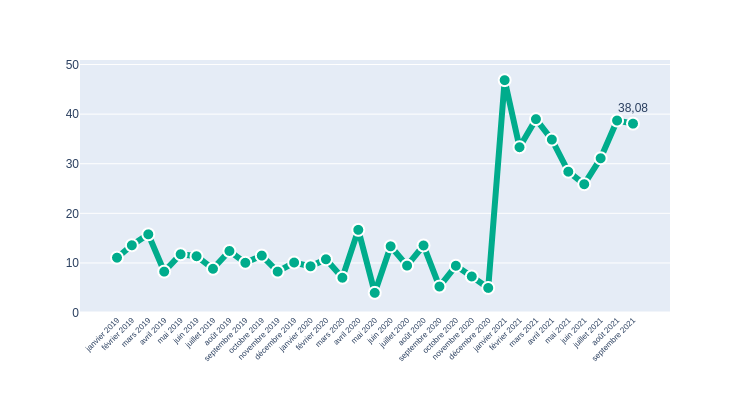 50
40
30
20
10
0
38,08
janvier 2019
février 2019
mars 2019
avril 2019
mai 2019
juin 2019
juillet 2019
août 2019
septembre 2019
octobre 2019
novembre 2019
décembre 2019
janvier 2020
février 2020
mars 2020
avril 2020
mai 2020
juin 2020
juillet 2020
août 2020
septembre 2020
octobre 2020
novembre 2020
décembre 2020
janvier 2021
février 2021
mars 2021
avril 2021
mai 2021
juin 2021
juillet 2021
août 2021
septembre 2021